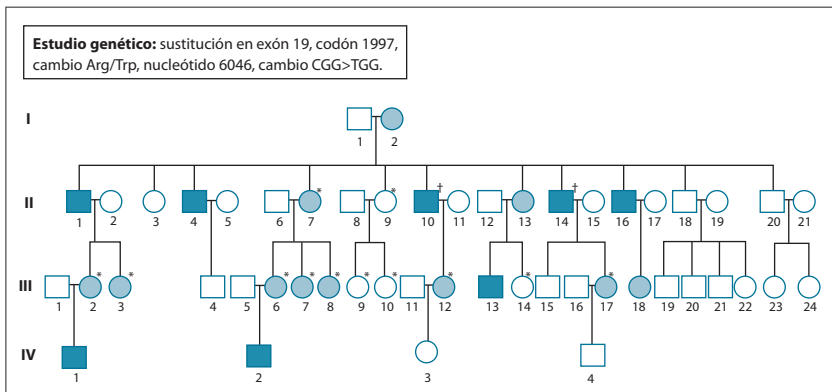 Estudio genético: sustitución en exón 19, codón 1997,
cambio Arg/Trp, nucleótido 6046, cambio CGG>TGG.
I
1 2
II
* * † †
1 2 3 4 5 6 7 8 9 10 11 12 13 14 15 16 17 18 19 20 21
III
* * * * * * * * * *
1 2 3 4 5 6 7 8 9 10 11 12 13 14 15 16 17 18 19 20 21 22 23 24
IV
1 2 3 4